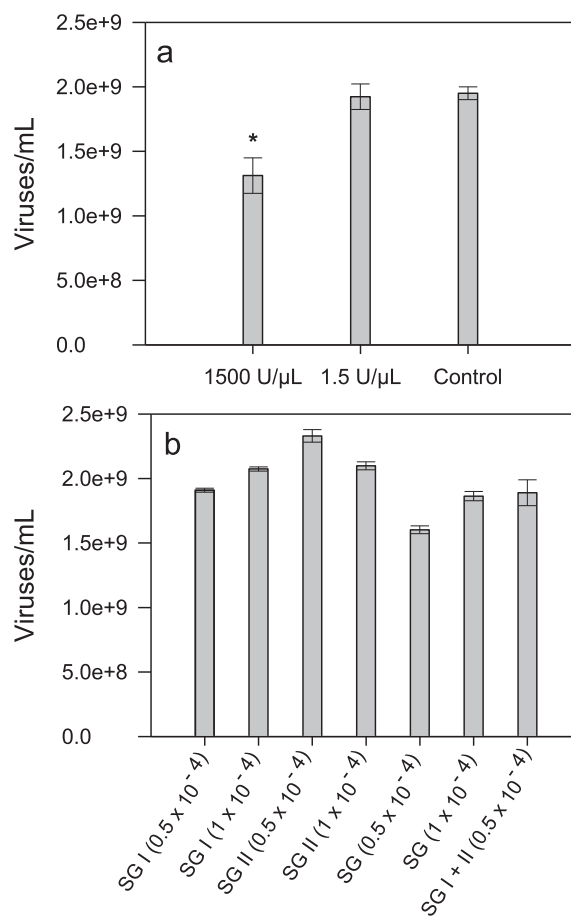 2.5e+9
a
2.0e+9
*
1.5e+9
Viruses/mL
1.0e+9
5.0e+8
0.0
1500 U/µL 1.5 U/µL Control
2.5e+9
b
2.0e+9
1.5e+9
Viruses/mL
1.0e+9
5.0e+8
0.0
SG I (0.5 x 10 - 4)
SG I (1 x 10 - 4)
SG II (0.5 x 10 - 4)
SG II (1 x 10 - 4)
SG (0.5 x 10 - 4)
SG (1 x 10 - 4)
SG I + II (0.5 x 10 - 4)